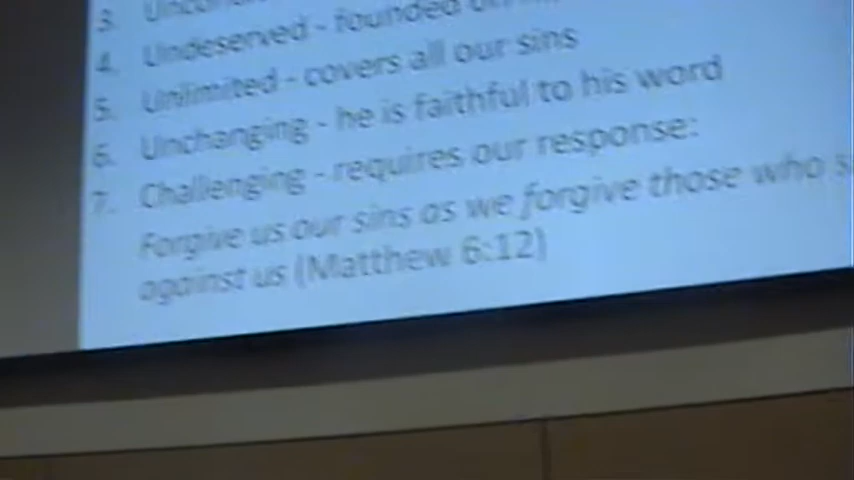 3.
4. Undeserved - founded
5. Unlimited - covers all our sins
6. Unchanging - he is faithful to his word
7. Challenging - requires our response:
Forgive us our sins as we forgive those who s
against us (Matthew 6:12)